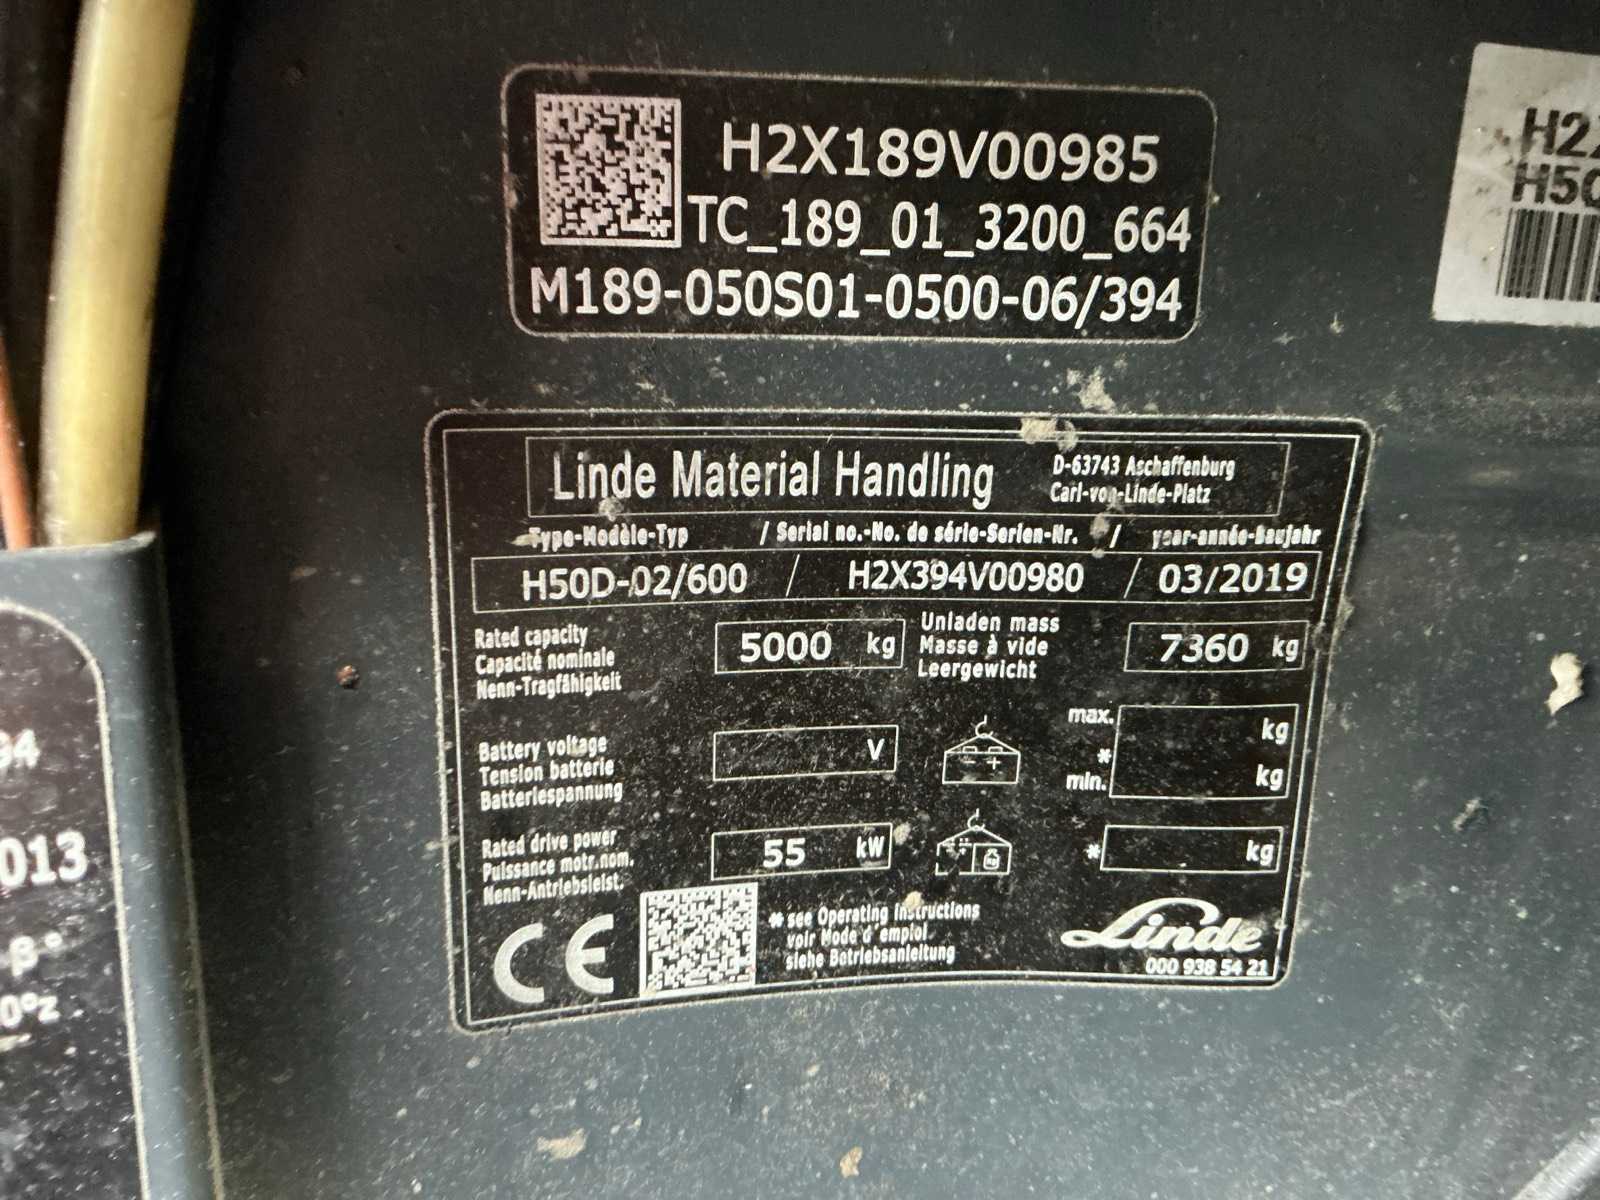 H2X189V00985
TC_189_01_3200_664
M189-050S01-0500-06/394
H2
H50
Linde Material Handling
D-63743 Aschaffenburg
Carl-von-Linde-Platz
Type-Modèle-Typ / Serial no.-No. de série-Serien-Nr. / year-année-Baujahr
H50D-02/600 / H2X394V00980 / 03/2019
Rated capacity
Capacité nominale
Nenn-Tragfähigkeit
5000 kg
Unladen mass
Masse à vide
Leergewicht
7360 kg
Battery voltage
Tension batterie
Batteriespannung
V
max. kg
*
min. kg
Rated drive power
Puissance motr.nom.
Nenn-Antriebsleist.
55 kW
* kg
CE
* see Operating Instructions
voir Mode d'emploi
siehe Betriebsanleitung
Linde
000 938 54 21
94
013
β°
0°z